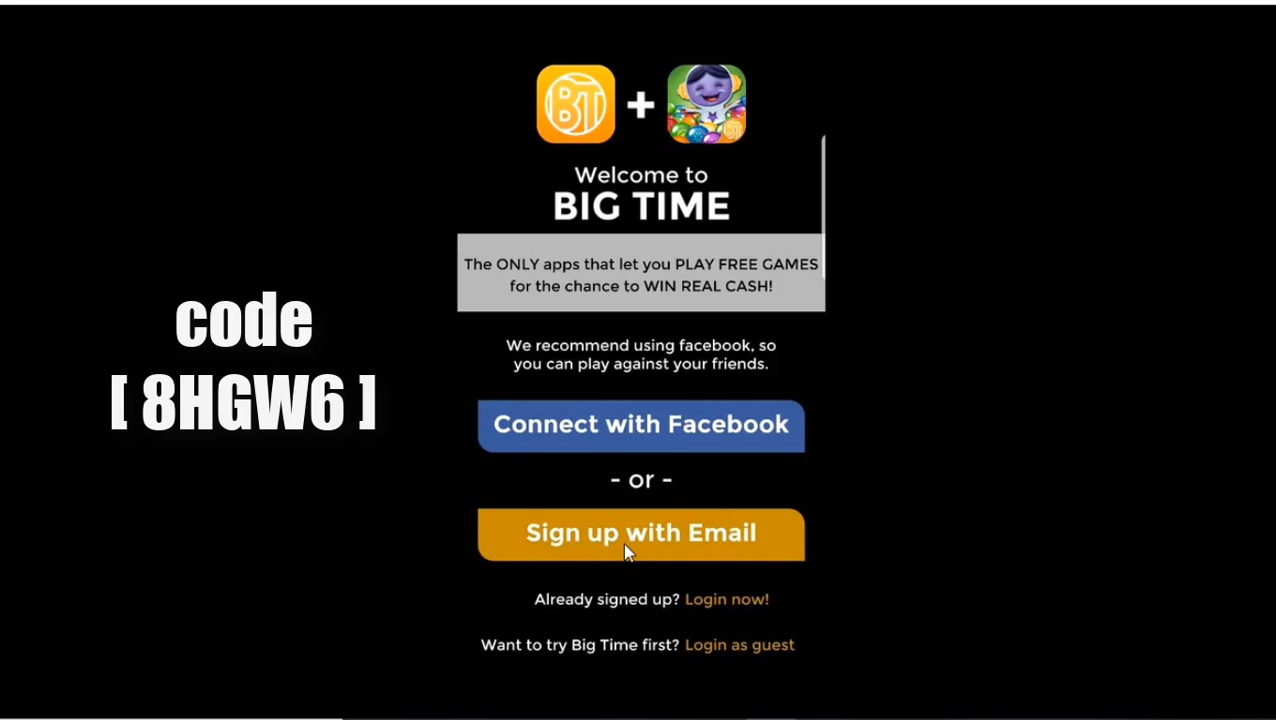 BT
BT
Welcome to
BIG TIME
The ONLY apps that let you PLAY FREE GAMES
for the chance to WIN REAL CASH!
code
[ 8HGW6 ]
We recommend using facebook, so
you can play against your friends.
Connect with Facebook
- or -
Sign up with Email
Already signed up? Login now!
Want to try Big Time first? Login as guest